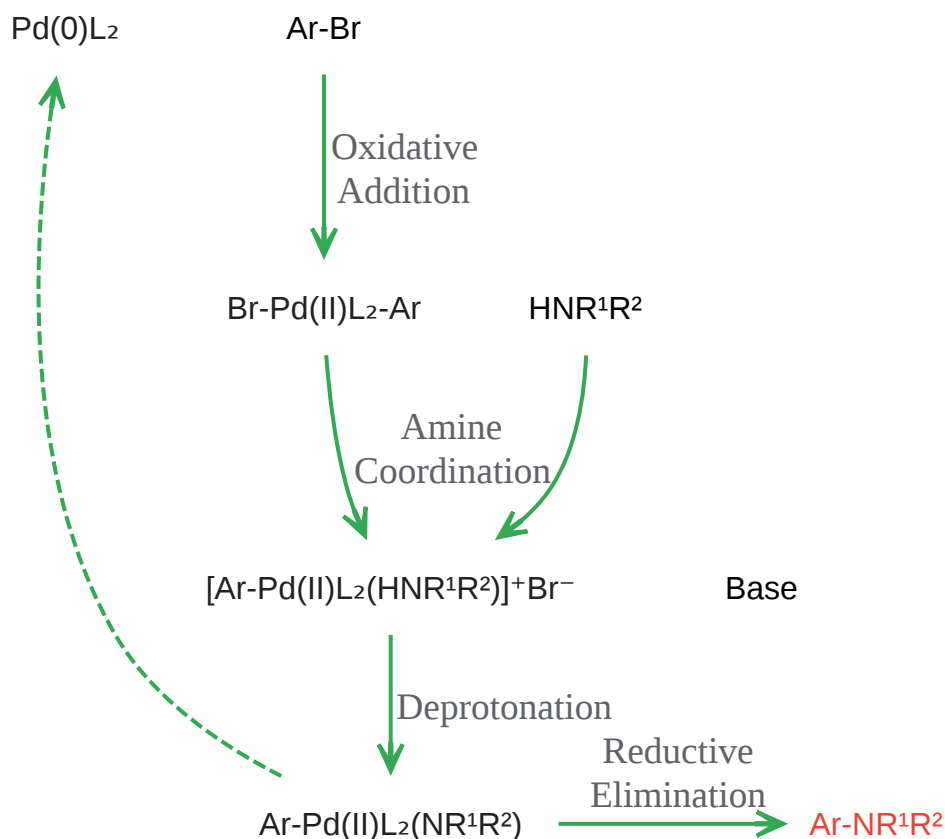 Pd(0)L₂
Ar-Br
Oxidative
Addition
Br-Pd(II)L₂-Ar
HNR¹R²
Amine
Coordination
[Ar-Pd(II)L₂(HNR¹R²)]⁺Br⁻
Base
Deprotonation
Reductive
Elimination
Ar-Pd(II)L₂(NR¹R²)
Ar-NR¹R²